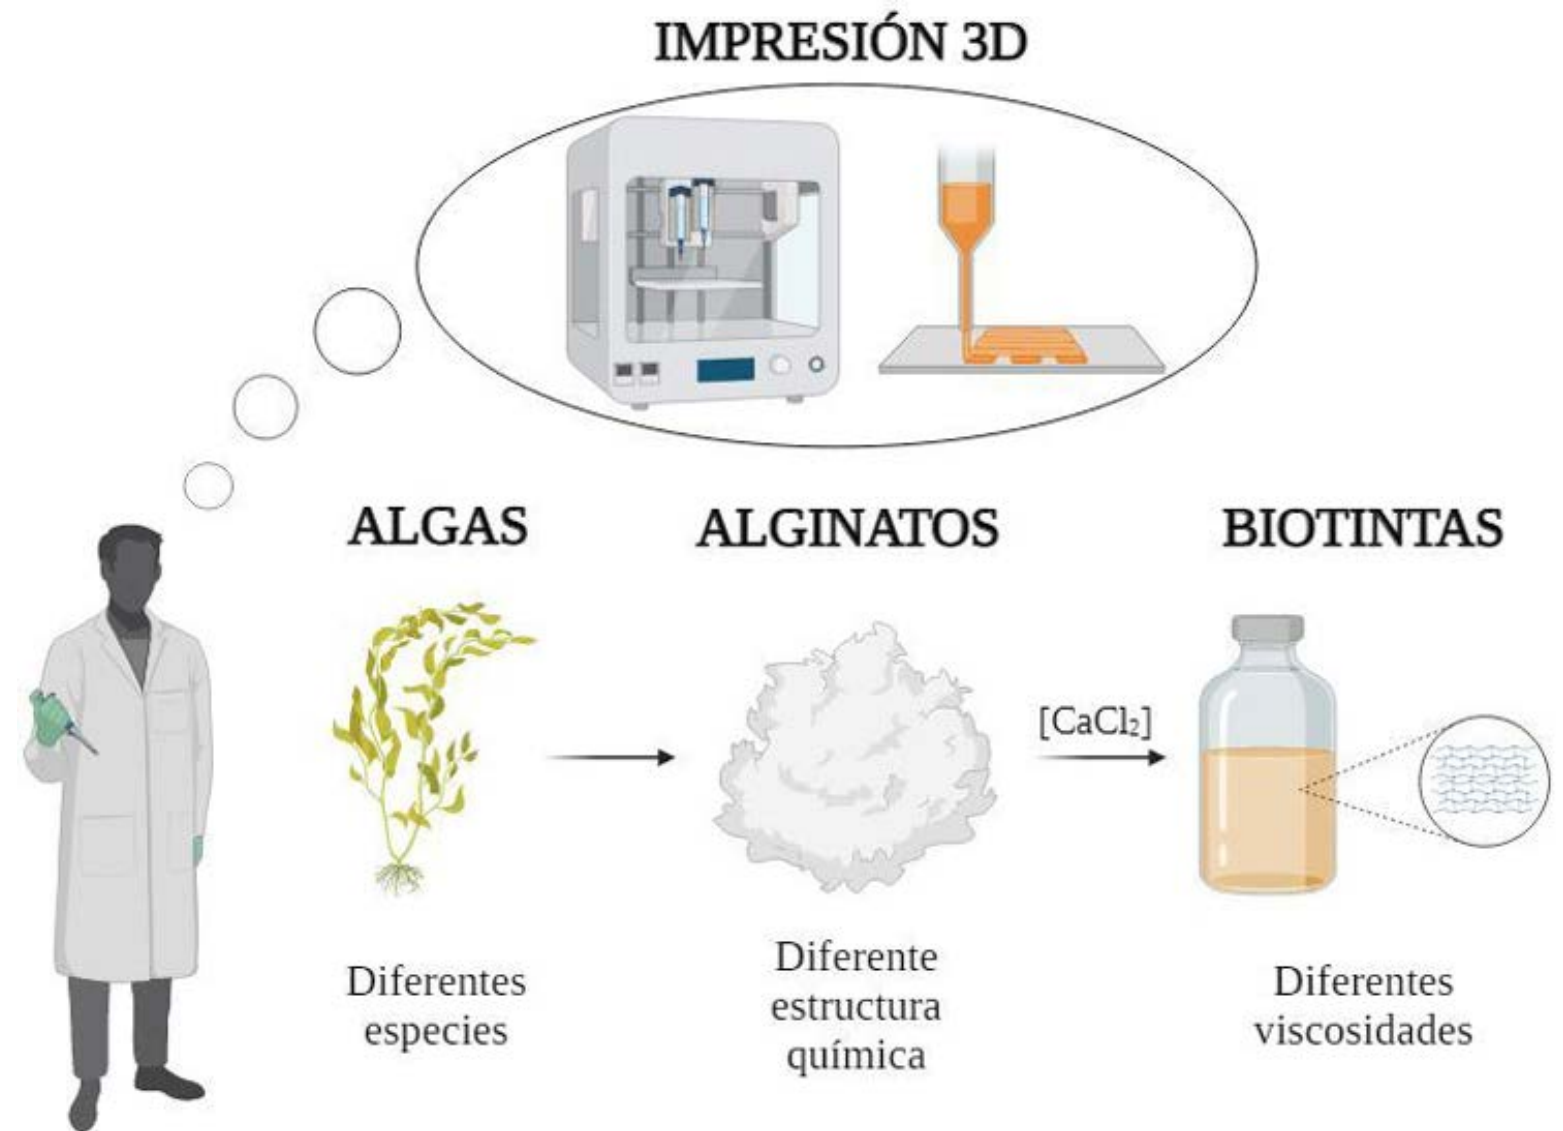 IMPRESIÓN 3D
ALGAS
ALGINATOS
BIOTINTAS
[CaCl₂]
Diferentes
especies
Diferente
estructura
química
Diferentes
viscosidades